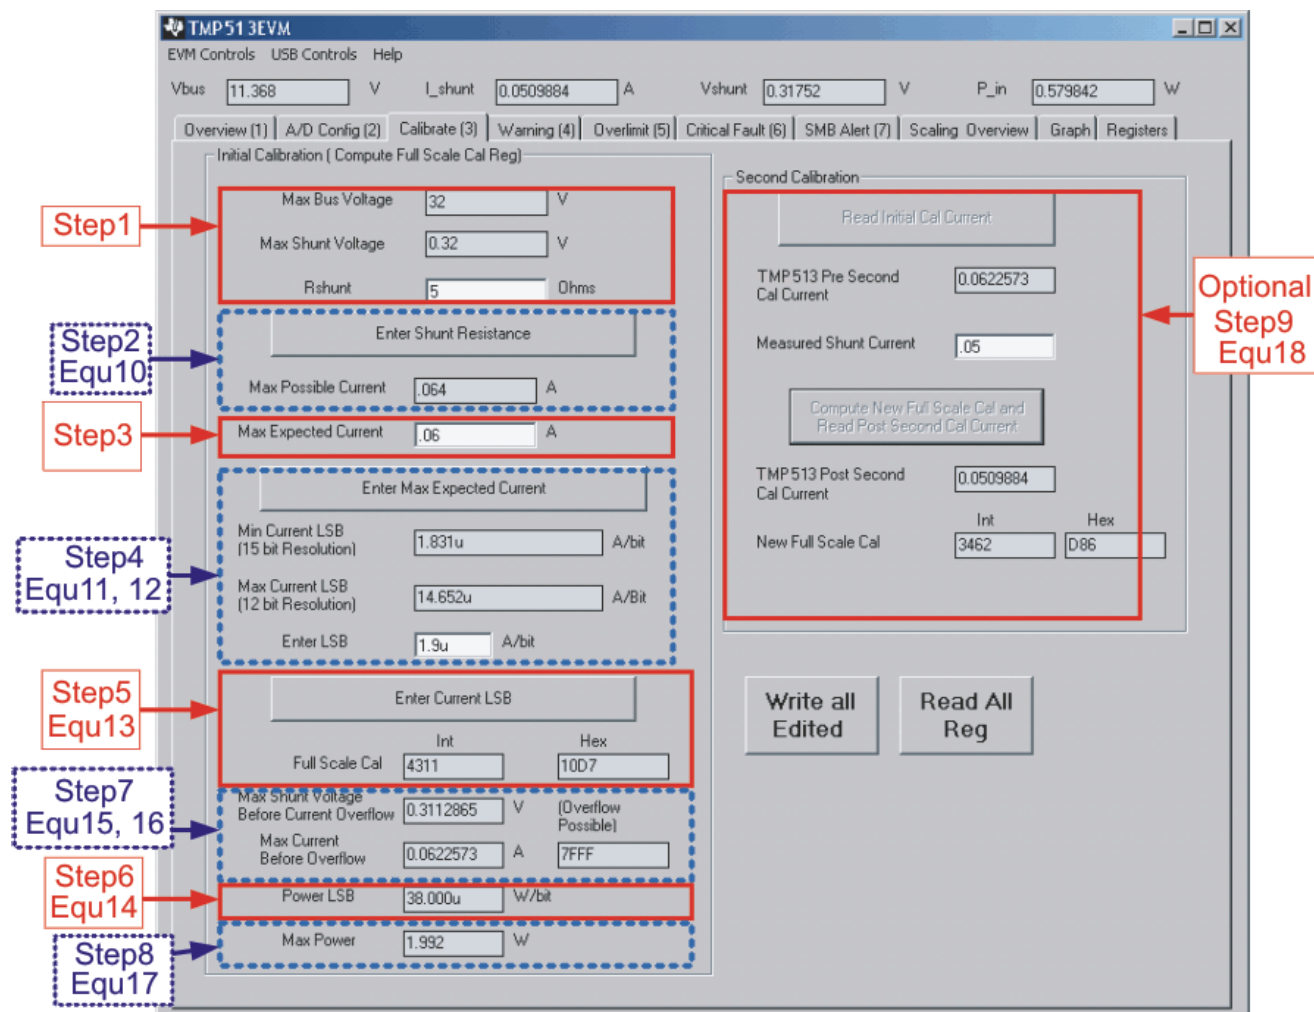 TMP513EVM
EVM Controls USB Controls Help
Vbus 11.368 V I_shunt 0.0509884 A Vshunt 0.31752 V P_in 0.579842 W
Overview (1) A/D Config (2) Calibrate (3) Warning (4) Overlimit (5) Critical Fault (6) SMB Alert (7) Scaling Overview Graph Registers
Initial Calibration ( Compute Full Scale Cal Reg)
Step1
Max Bus Voltage 32 V
Max Shunt Voltage 0.32 V
Rshunt 5 Ohms
Step2
Equ10
Enter Shunt Resistance
Max Possible Current .064 A
Step3
Max Expected Current .06 A
Step4
Equ11, 12
Enter Max Expected Current
Min Current LSB
(15 bit Resolution) 1.831u A/bit
Max Current LSB
(12 bit Resolution) 14.652u A/Bit
Enter LSB 1.9u A/bit
Step5
Equ13
Enter Current LSB
Int Hex
Full Scale Cal 4311 10D7
Step7
Equ15, 16
Max Shunt Voltage
Before Current Overflow 0.3112865 V (Overflow
Possible)
Max Current
Before Overflow 0.0622573 A 7FFF
Step6
Equ14
Power LSB 38.000u W/bit
Step8
Equ17
Max Power 1.992 W
Second Calibration
Read Initial Cal Current
TMP513 Pre Second
Cal Current 0.0622573
Measured Shunt Current .05
Compute New Full Scale Cal and
Read Post Second Cal Current
TMP513 Post Second
Cal Current 0.0509884
Int Hex
New Full Scale Cal 3462 D86
Optional
Step9
Equ18
Write all
Edited
Read All
Reg